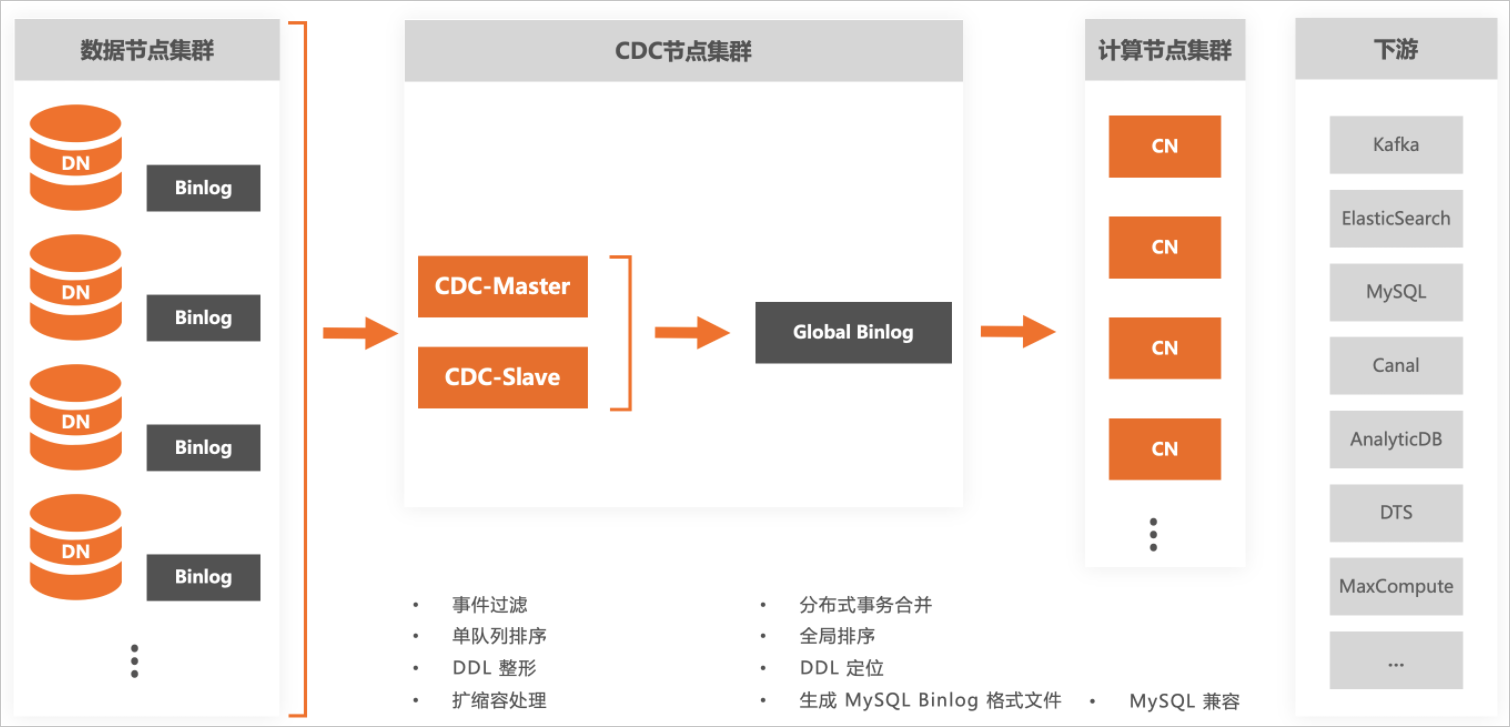 数据节点集群
DN
Binlog
DN
Binlog
DN
Binlog
DN
Binlog
CDC节点集群
CDC-Master
CDC-Slave
Global Binlog
计算节点集群
CN
CN
CN
CN
下游
Kafka
ElasticSearch
MySQL
Canal
AnalyticDB
DTS
MaxCompute
...
• 事件过滤
• 单队列排序
• DDL 整形
• 扩缩容处理
• 分布式事务合并
• 全局排序
• DDL 定位
• 生成 MySQL Binlog 格式文件
• MySQL 兼容